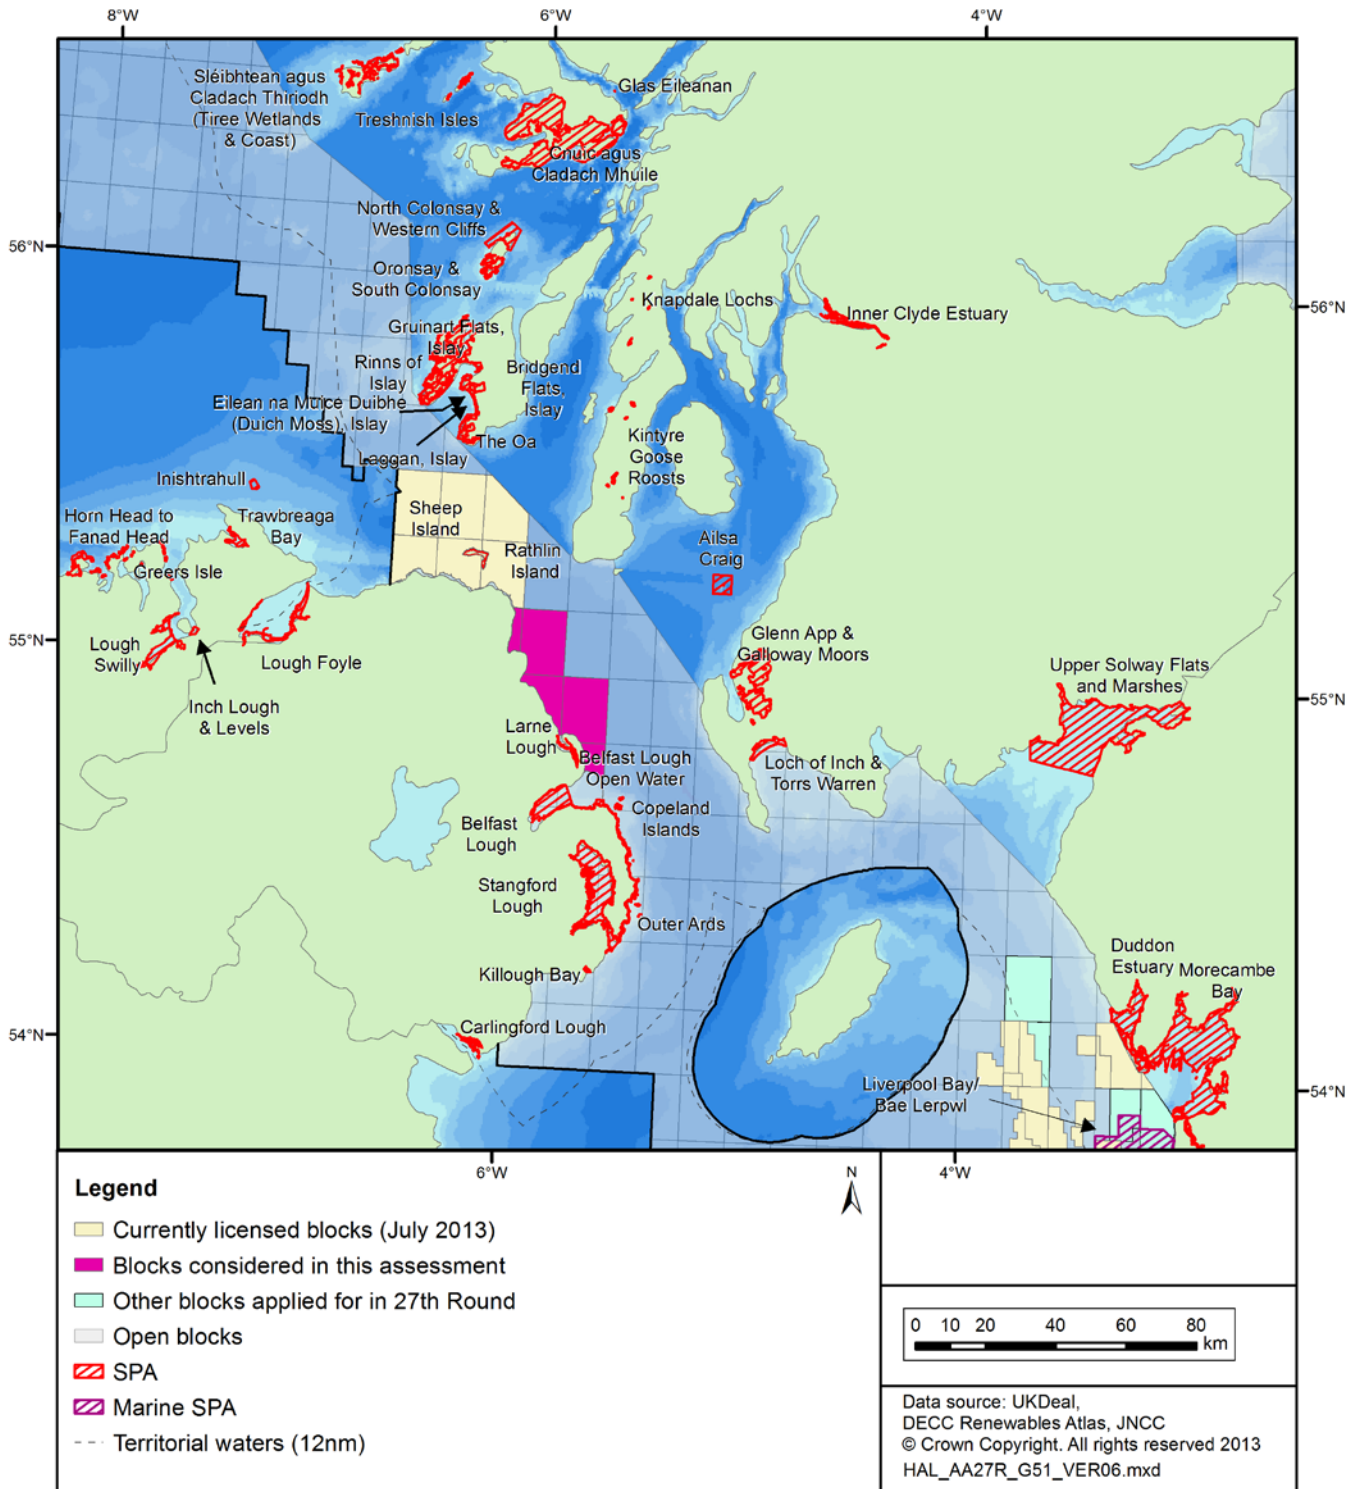 8°W
6°W
4°W
Sléibhtean agus
Cladach Thiriodh
(Tiree Wetlands
& Coast)
Treshnish Isles
Glas Eileanan
Cnuic agus
Cladach Mhuile
North Colonsay &
Western Cliffs
56°N
Oronsay &
South Colonsay
Knapdale Lochs
Inner Clyde Estuary
56°N
Gruinart Flats,
Islay
Rinns of
Islay
Bridgend
Flats,
Islay
Eilean na Muice Duibhe
(Duich Moss), Islay
The Oa
Laggan, Islay
Kintyre
Goose
Roosts
Inishtrahull
Horn Head to
Fanad Head
Trawbreaga
Bay
Sheep
Island
Rathlin
Island
Ailsa
Craig
Greers Isle
55°N
Lough
Swilly
Lough Foyle
Inch Lough
& Levels
Glenn App &
Galloway Moors
Upper Solway Flats
and Marshes
55°N
Larne
Lough
Belfast Lough
Open Water
Loch of Inch &
Torrs Warren
Copeland
Islands
Belfast
Lough
Stangford
Lough
Outer Ards
Killough Bay
Duddon
Estuary
Morecambe
Bay
54°N
Carlingford Lough
Liverpool Bay/
Bae Lerpwl
54°N
6°W
4°W
N
Legend
Currently licensed blocks (July 2013)
Blocks considered in this assessment
Other blocks applied for in 27th Round
Open blocks
SPA
Marine SPA
Territorial waters (12nm)
0 10 20 40 60 80
km
Data source: UKDeal,
DECC Renewables Atlas, JNCC
© Crown Copyright. All rights reserved 2013
HAL_AA27R_G51_VER06.mxd